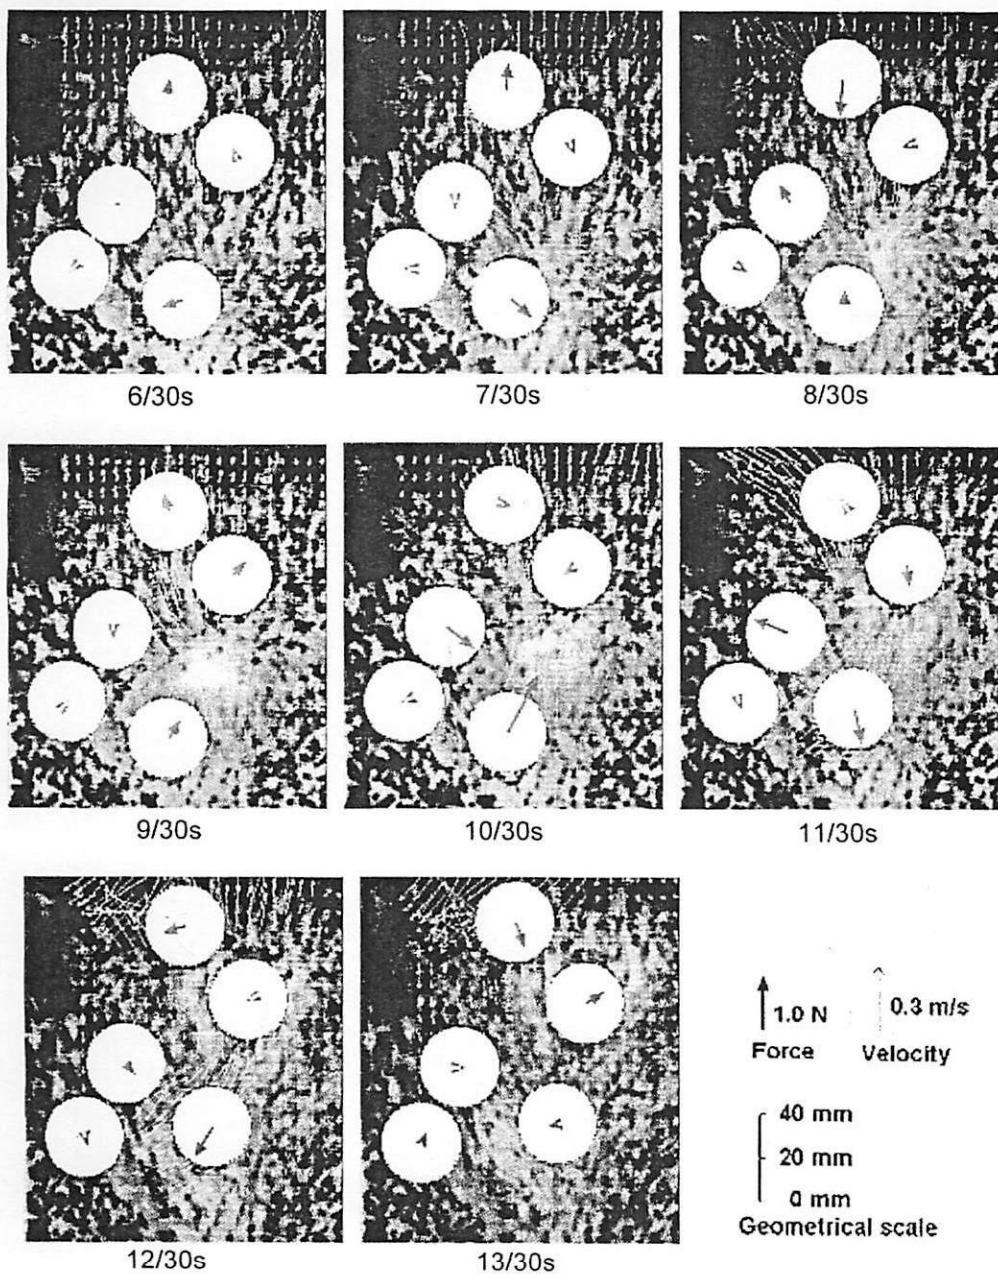 6/30s
7/30s
8/30s
9/30s
10/30s
11/30s
12/30s
13/30s
1.0 N
0.3 m/s
Force
Velocity
40 mm
20 mm
0 mm
Geometrical scale